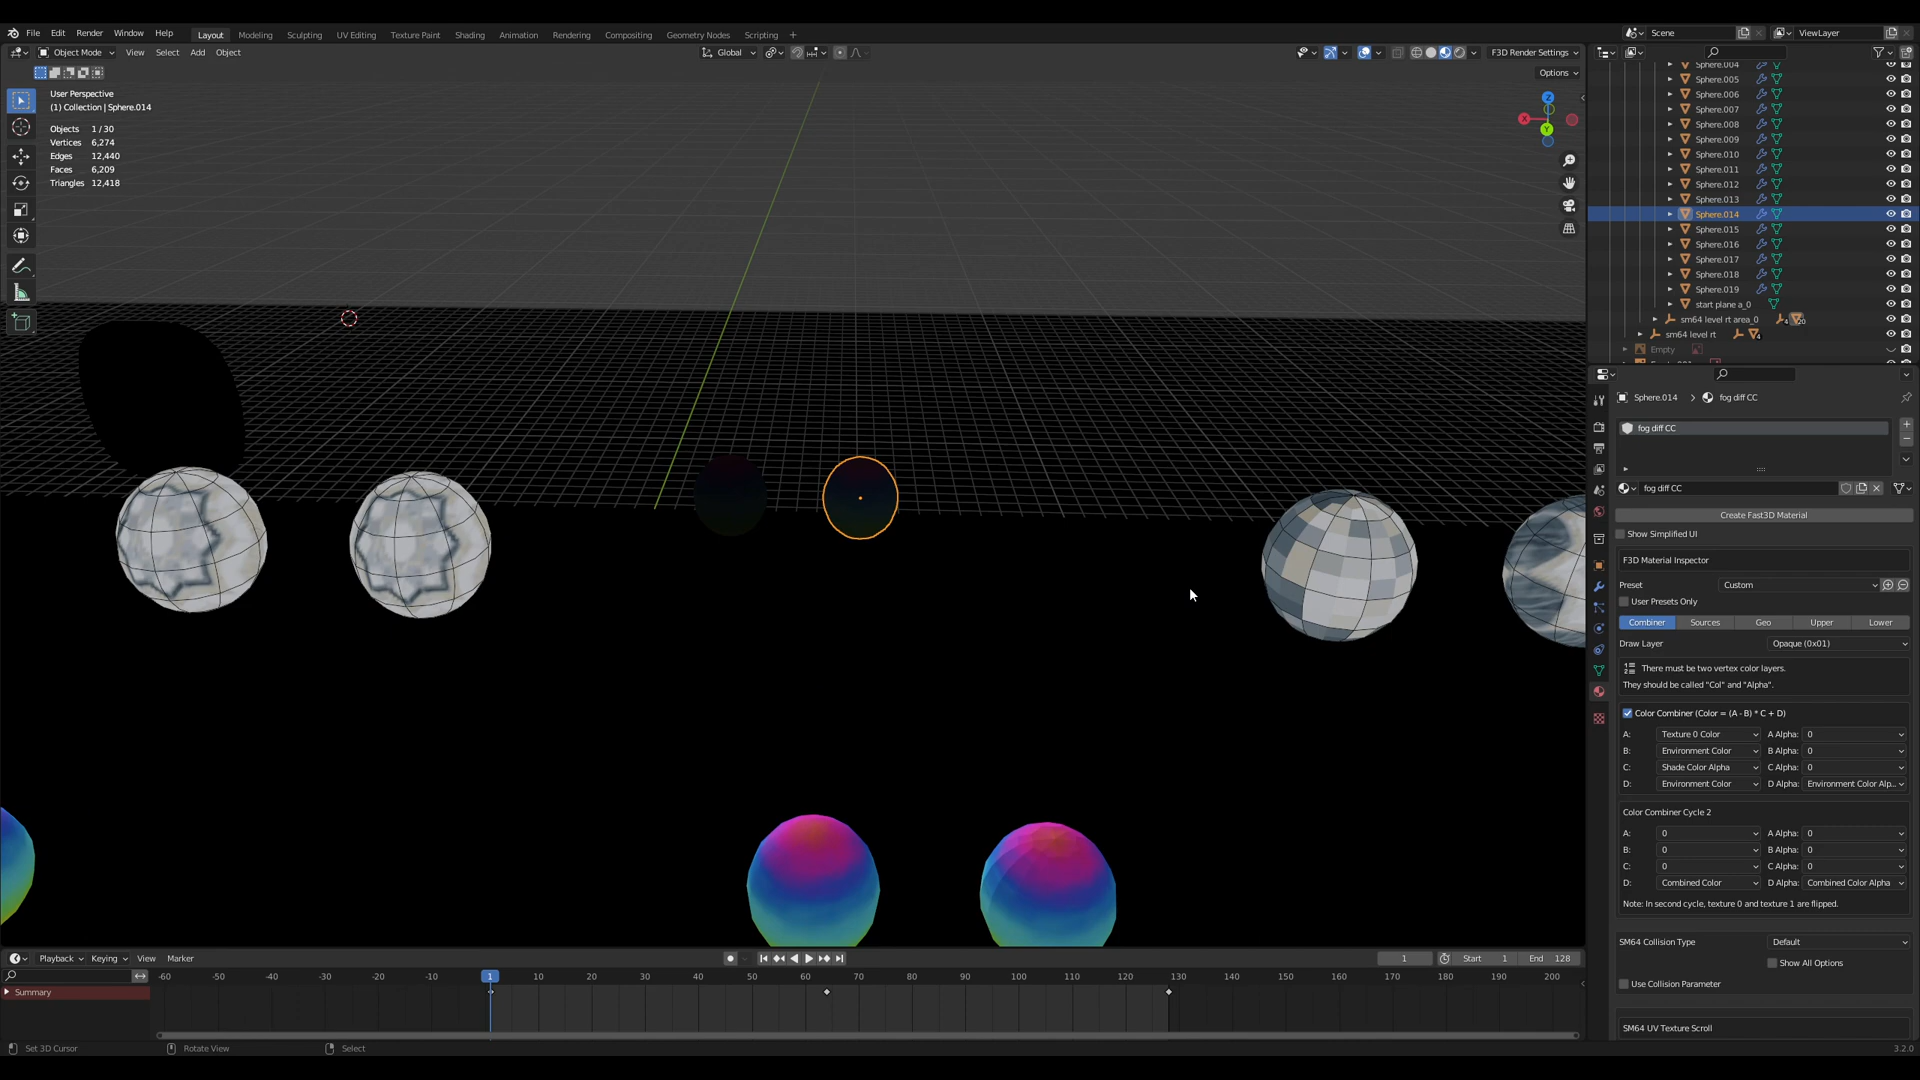 File Edit Render Window Help Layout Modeling Sculpting UV Editing Texture Paint Shading Animation Rendering Compositing Geometry Nodes Scripting + Scene ViewLayer
Object Mode View Select Add Object Global F3D Render Settings
Options
User Perspective
(1) Collection | Sphere.014
Objects 1 / 30
Vertices 6,274
Edges 12,440
Faces 6,209
Triangles 12,418
Z
X
Y
Sphere.004
Sphere.005
Sphere.006
Sphere.007
Sphere.008
Sphere.009
Sphere.010
Sphere.011
Sphere.012
Sphere.013
Sphere.014
Sphere.015
Sphere.016
Sphere.017
Sphere.018
Sphere.019
start plane a_0
sm64 level rt area_0 4 20
sm64 level rt 4
Empty
Sphere.014 > fog diff CC
fog diff CC
fog diff CC
Create Fast3D Material
Show Simplified UI
F3D Material Inspector
Preset Custom
User Presets Only
Combiner Sources Geo Upper Lower
Draw Layer Opaque (0x01)
There must be two vertex color layers.
They should be called "Col" and "Alpha".
Color Combiner (Color = (A - B) * C + D)
A: Texture 0 Color A Alpha: 0
B: Environment Color B Alpha: 0
C: Shade Color Alpha C Alpha: 0
D: Environment Color D Alpha: Environment Color Alp...
Color Combiner Cycle 2
A: 0 A Alpha: 0
B: 0 B Alpha: 0
C: 0 C Alpha: 0
D: Combined Color D Alpha: Combined Color Alpha
Note: In second cycle, texture 0 and texture 1 are flipped.
SM64 Collision Type Default
Show All Options
Use Collision Parameter
SM64 UV Texture Scroll
Playback Keying View Marker 1 Start 1 End 128
-60 -50 -40 -30 -20 -10 1 10 20 30 40 50 60 70 80 90 100 110 120 130 140 150 160 170 180 190 200
Summary
Set 3D Cursor Rotate View Select 3.2.0